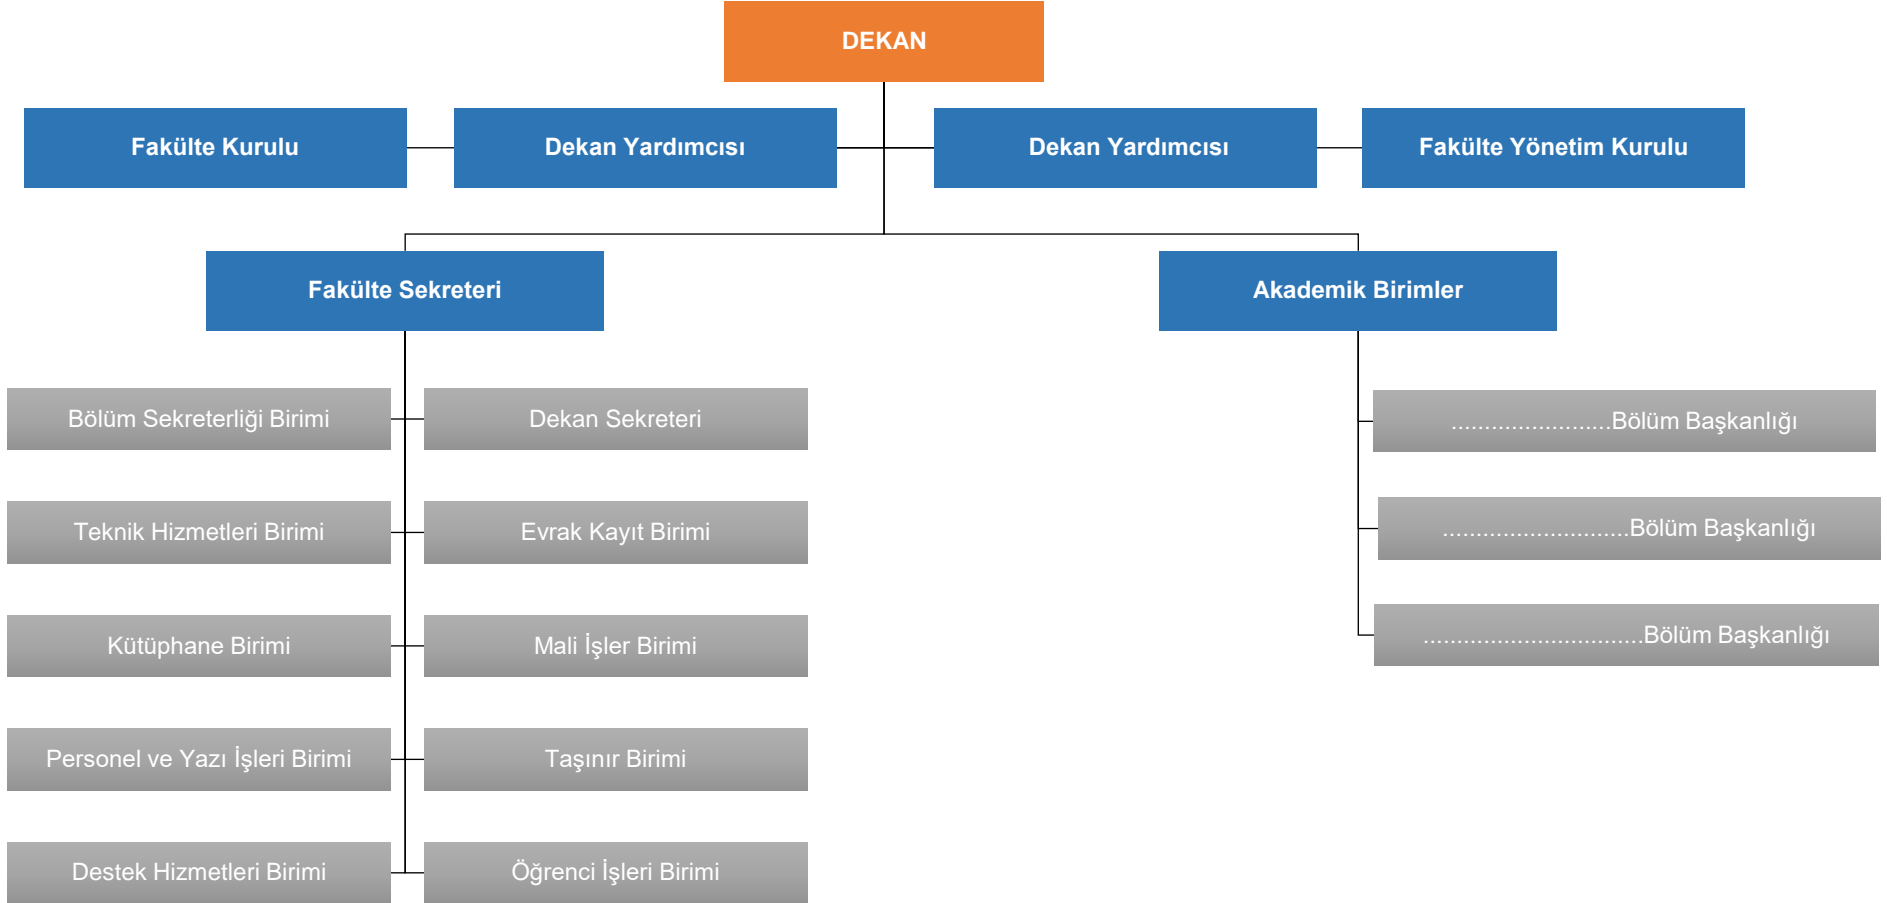 DEKAN
Fakülte Kurulu
Dekan Yardımcısı
Dekan Yardımcısı
Fakülte Yönetim Kurulu
Fakülte Sekreteri
Akademik Birimler
Bölüm Sekreterliği Birimi
Dekan Sekreteri
Teknik Hizmetleri Birimi
Evrak Kayıt Birimi
Kütüphane Birimi
Mali İşler Birimi
Personel ve Yazı İşleri Birimi
Taşınır Birimi
Destek Hizmetleri Birimi
Öğrenci İşleri Birimi
........................Bölüm Başkanlığı
............................Bölüm Başkanlığı
.................................Bölüm Başkanlığı